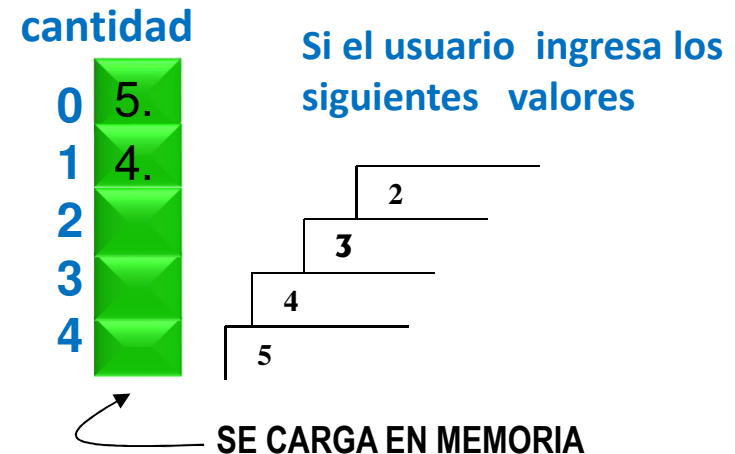 cantidad
Si el usuario ingresa los
siguientes valores
0 5.
1 4.
2
3
4
2
3
4
5
SE CARGA EN MEMORIA